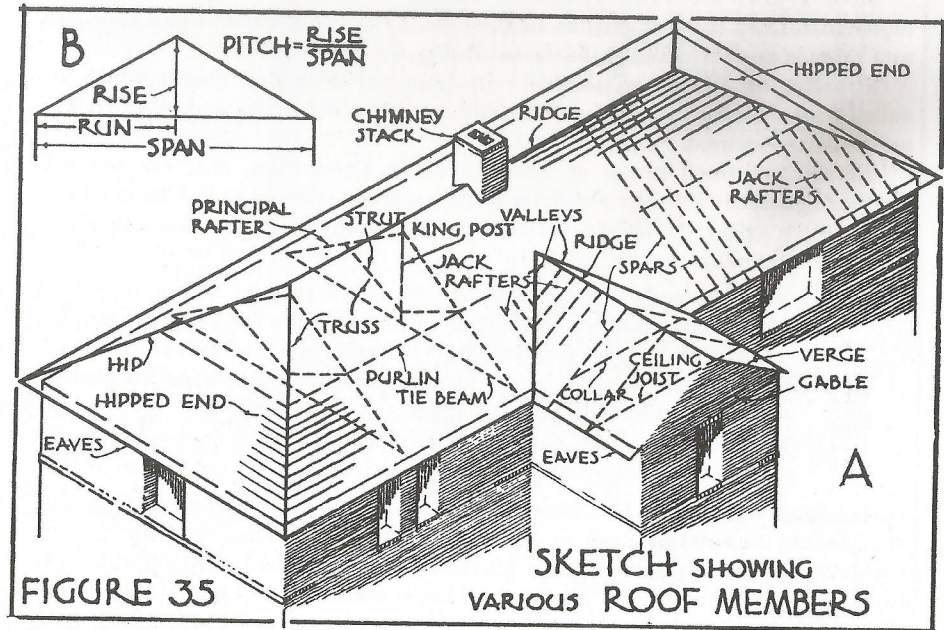 B
PITCH = RISE
SPAN
RISE
RUN
SPAN
CHIMNEY
STACK
RIDGE
HIPPED END
JACK
RAFTERS
PRINCIPAL
RAFTER
STRUT
KING POST
VALLEYS
RIDGE
JACK
RAFTERS
SPARS
TRUSS
HIP
PURLIN
TIE BEAM
CEILING
JOIST
COLLAR
VERGE
GABLE
HIPPED END
EAVES
EAVES
A
FIGURE 35
SKETCH SHOWING
VARIOUS ROOF MEMBERS